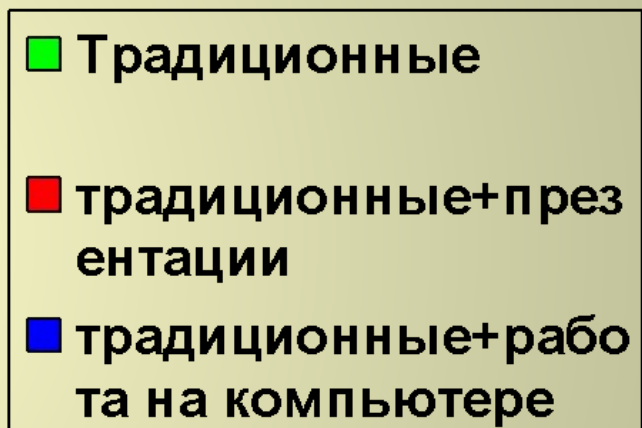 Традиционные
традиционные+през
ентации
традиционные+рабо
та на компьютере